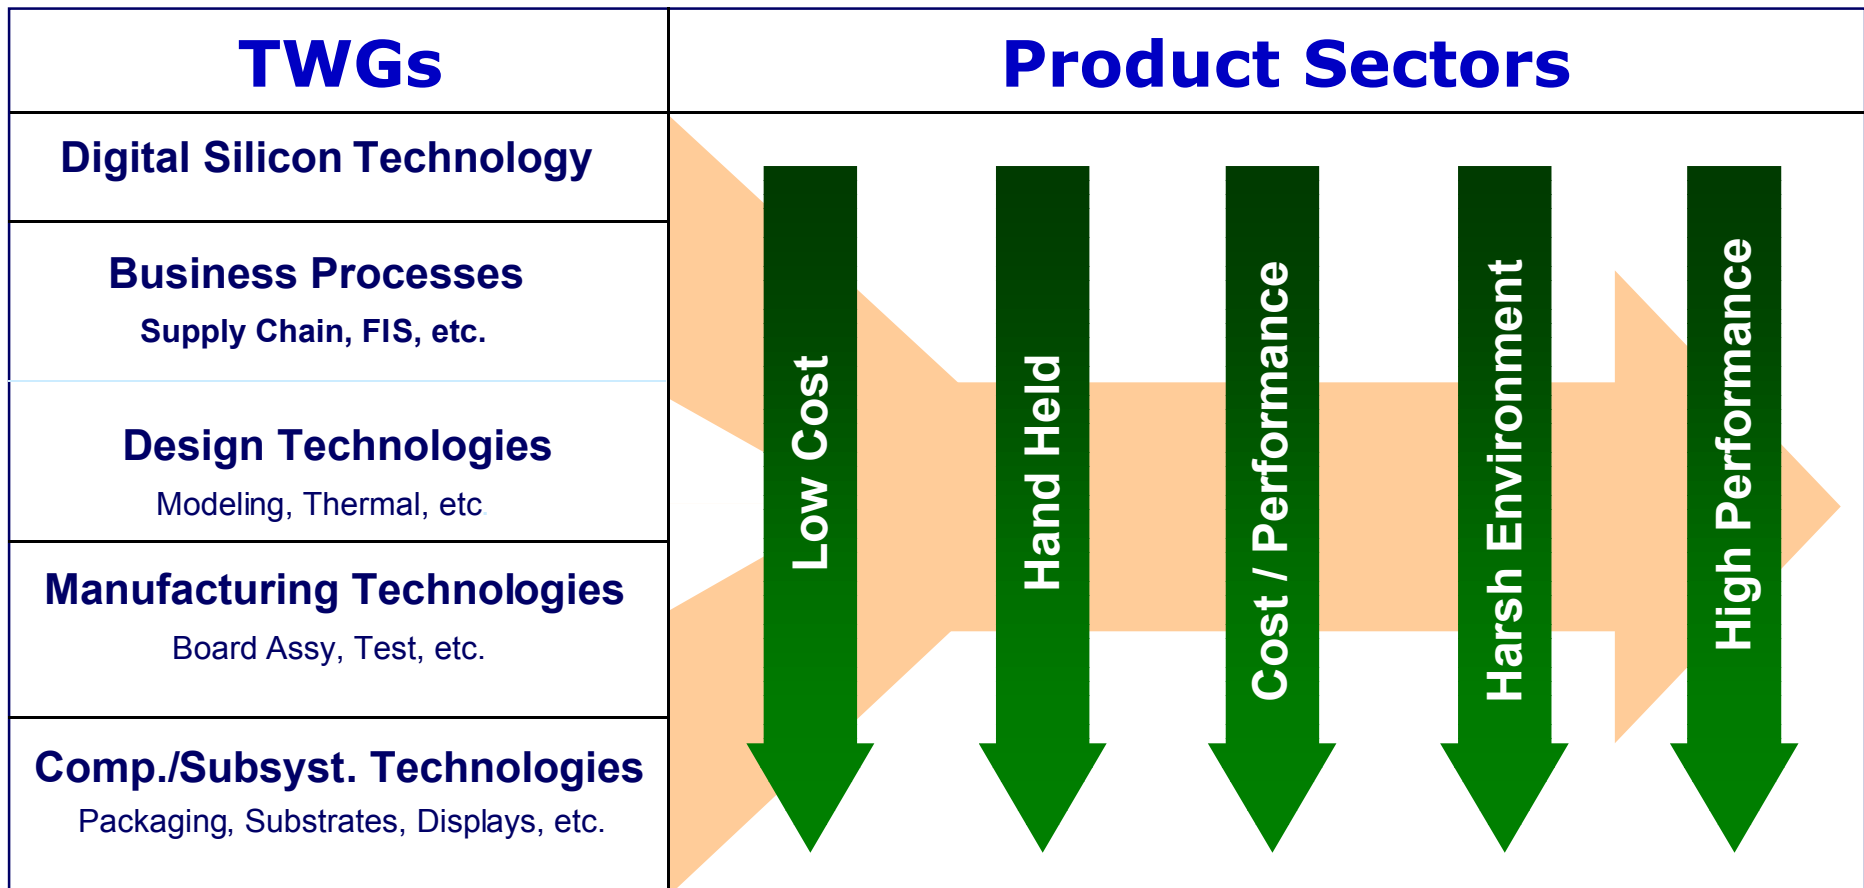 TWGs
Product Sectors
Digital Silicon Technology
Business Processes
Supply Chain, FIS, etc.
Design Technologies
Modeling, Thermal, etc.
Manufacturing Technologies
Board Assy, Test, etc.
Comp./Subsyst. Technologies
Packaging, Substrates, Displays, etc.
Low Cost
Hand Held
Cost / Performance
Harsh Environment
High Performance